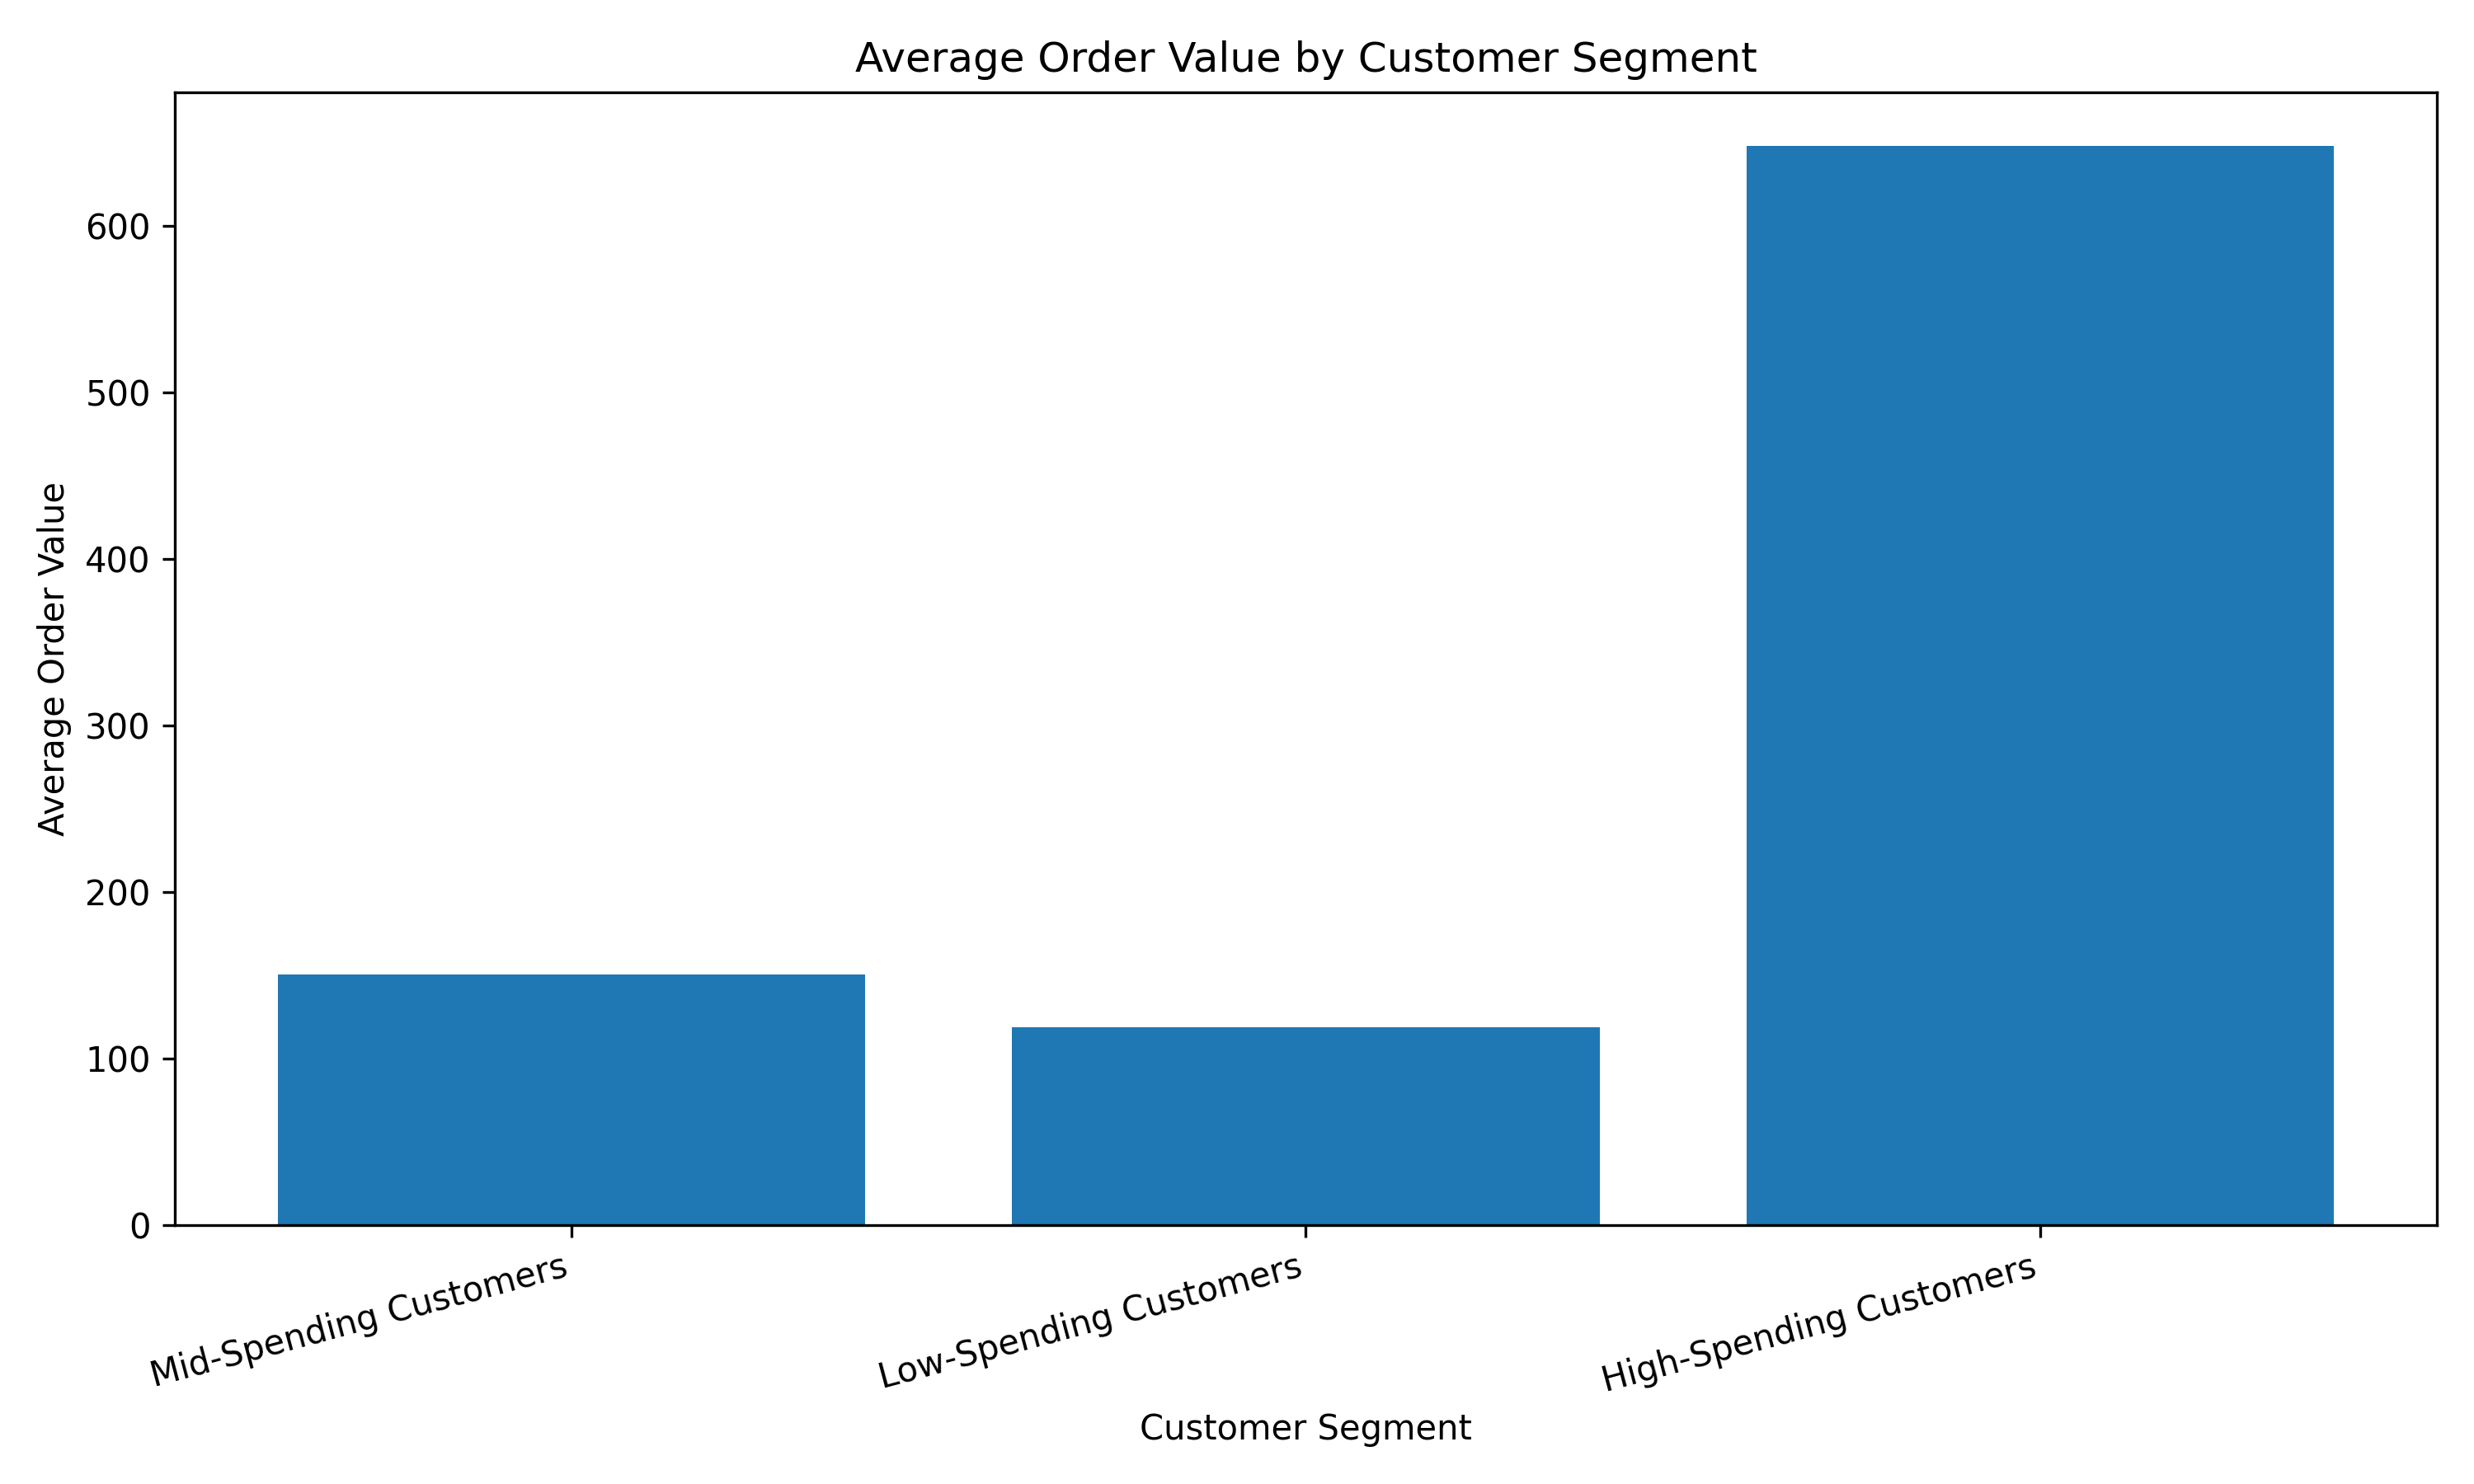 Average Order Value by Customer Segment
Average Order Value
600
500
400
300
200
100
0
Mid-Spending Customers
Low-Spending Customers
High-Spending Customers
Customer Segment